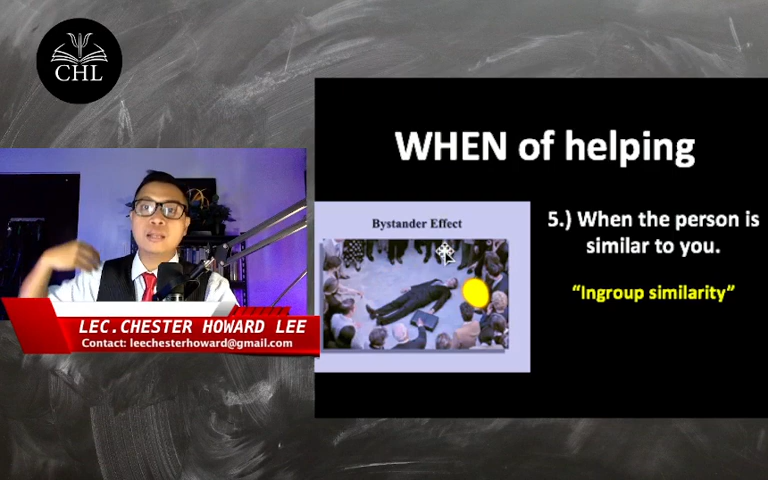 CHL
WHEN of helping
Bystander Effect
5.) When the person is
similar to you.
“Ingroup similarity”
LEC.CHESTER HOWARD LEE
Contact: leechesterhoward@gmail.com